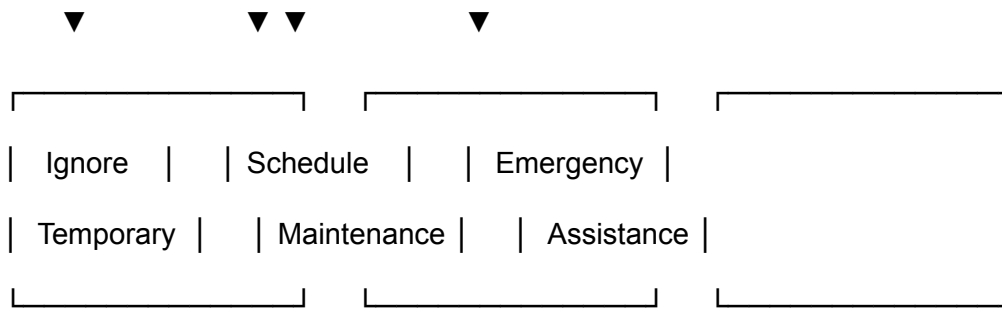 ▼ ▼ ▼ ▼
┌──────────────┐ ┌──────────────┐ ┌──────────────
│ Ignore │ │ Schedule │ │ Emergency │
│ Temporary │ │ Maintenance │ │ Assistance │
└──────────────┘ └──────────────┘ └──────────────